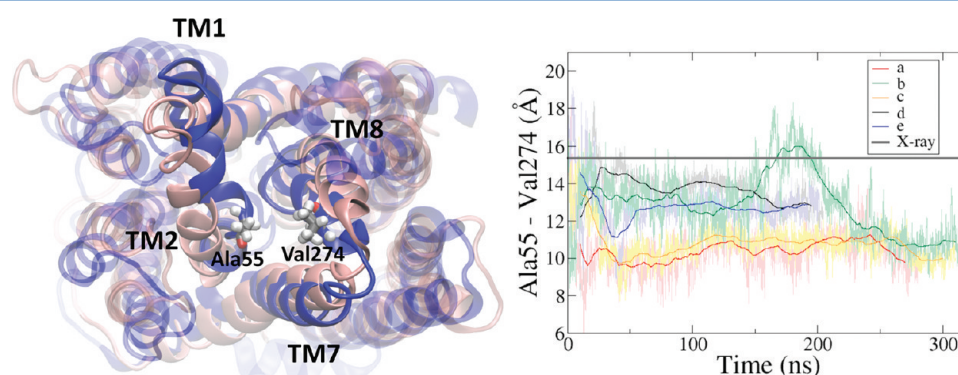 TM1
TM8
TM2
Ala55
Val274
TM7
Ala55 - Val274 (Å)
20
18
16
14
12
10
8
6
0
100
200
300
Time (ns)
a
b
c
d
e
X-ray